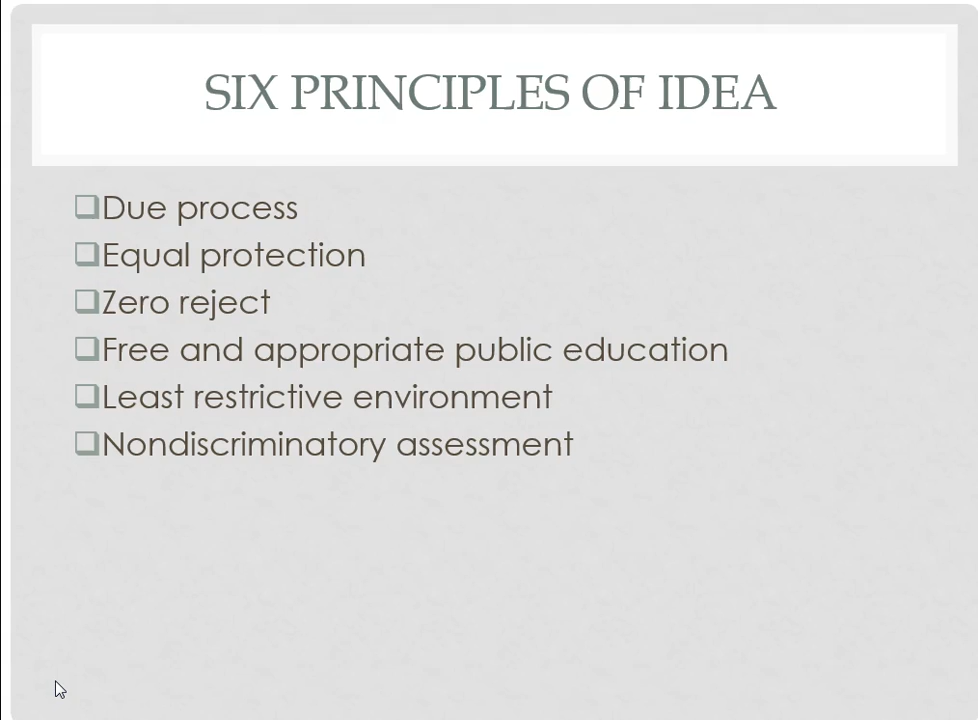 SIX PRINCIPLES OF IDEA
Due process
Equal protection
Zero reject
Free and appropriate public education
Least restrictive environment
Nondiscriminatory assessment